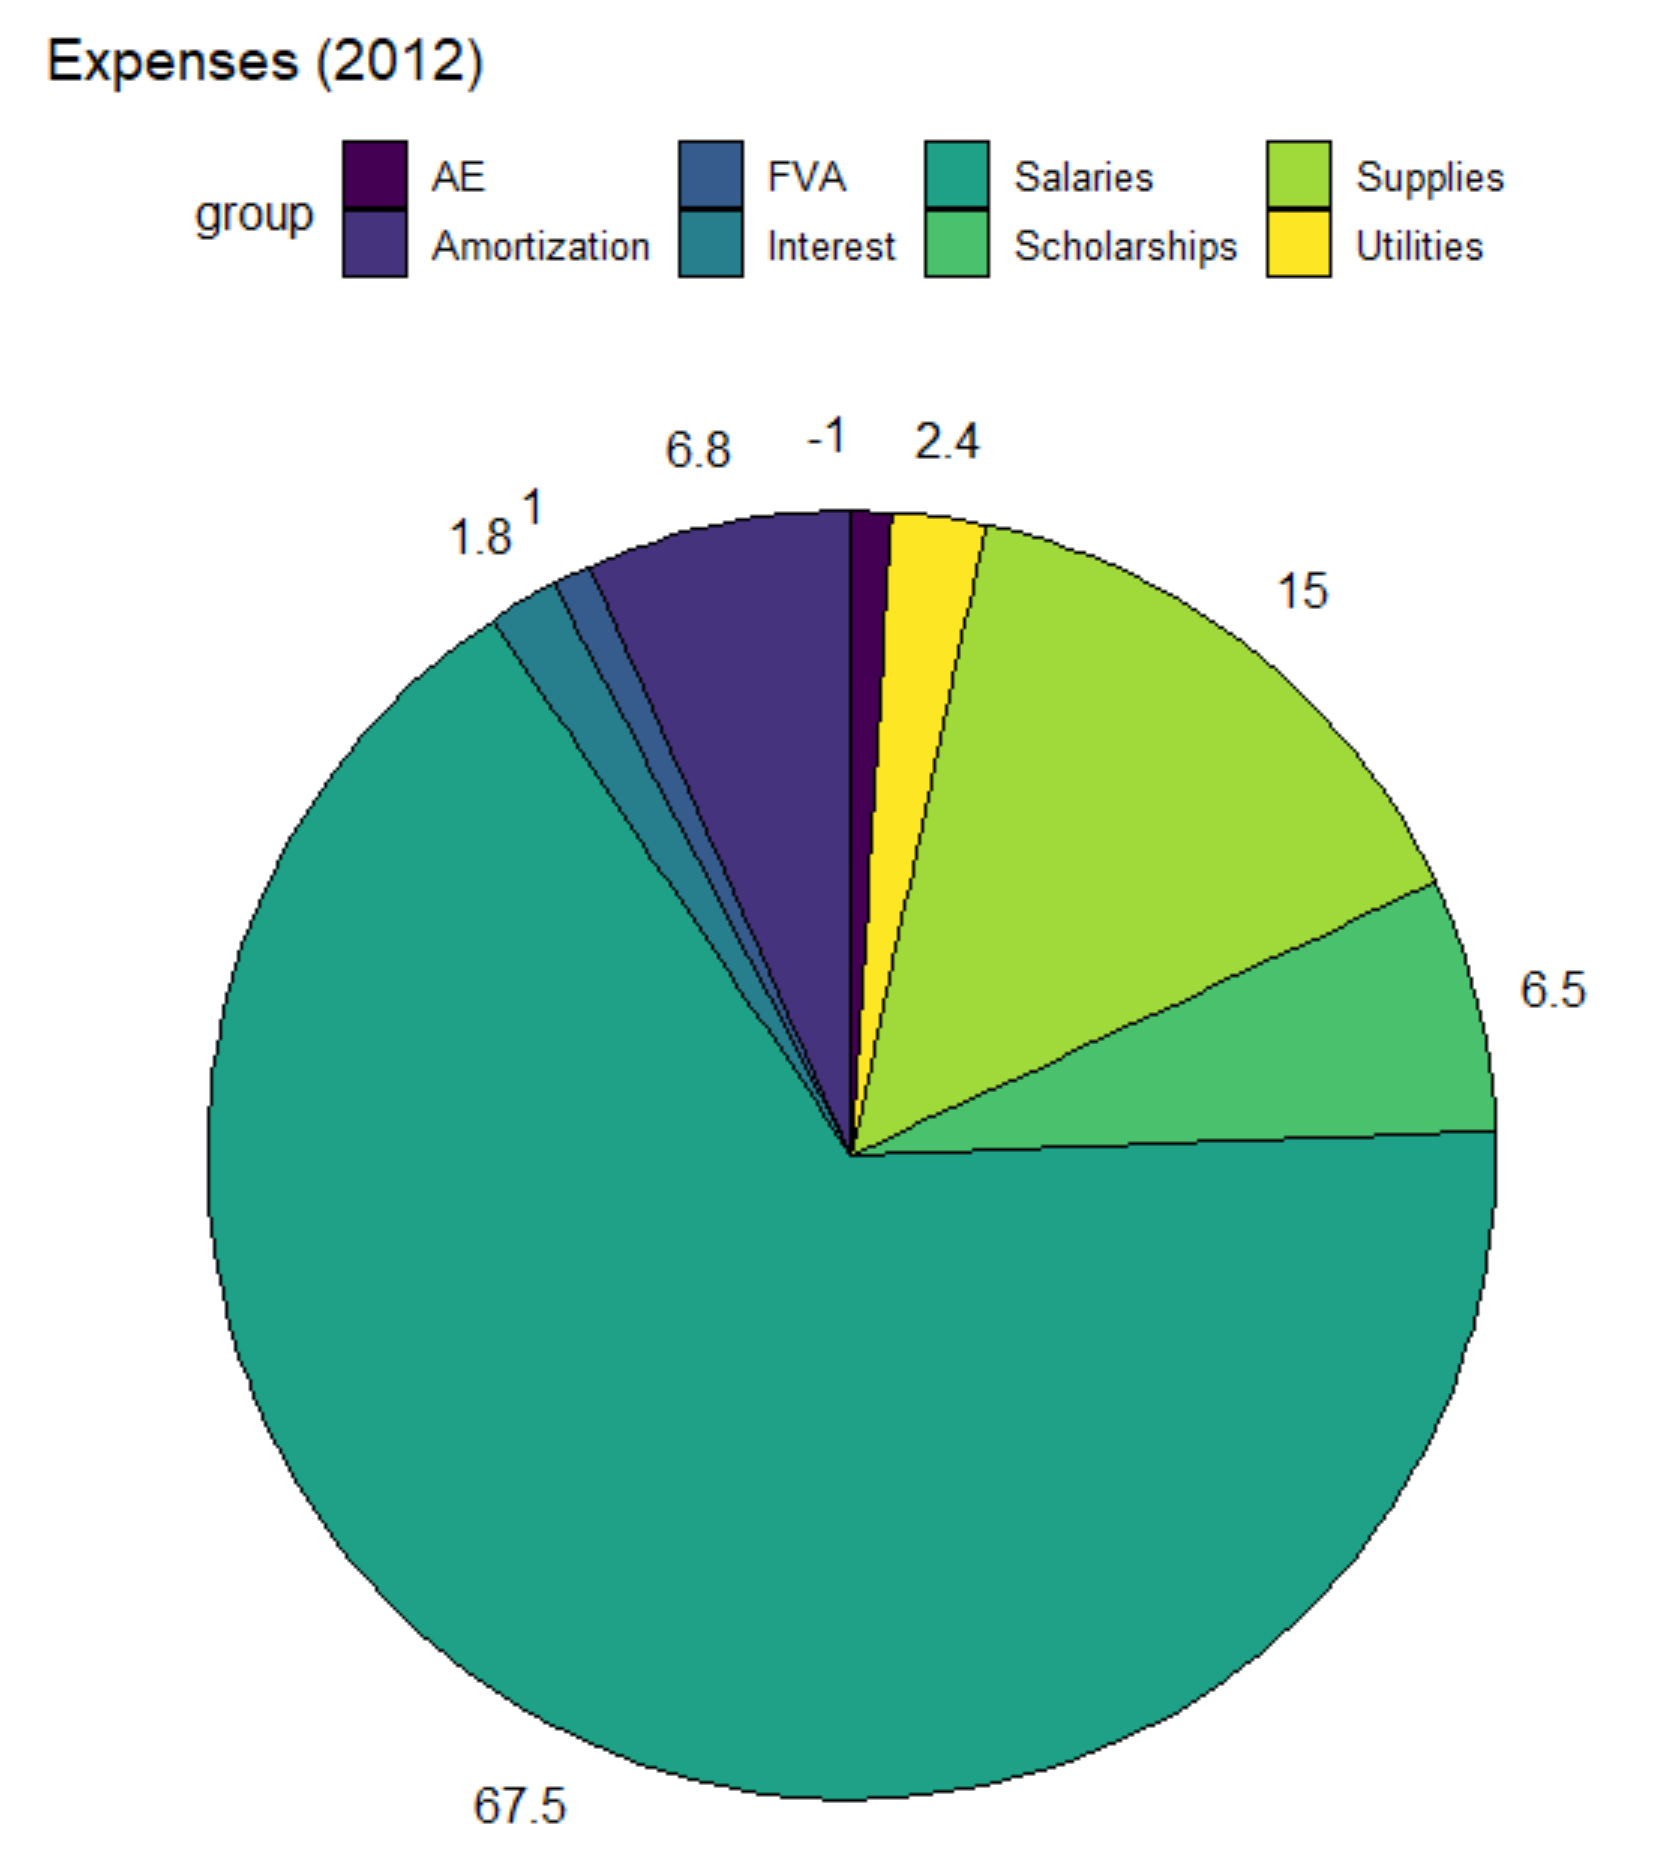 Expenses (2012)
group
AE
FVA
Salaries
Supplies
Amortization
Interest
Scholarships
Utilities
-1
2.4
6.8
1
1.8
15
6.5
67.5